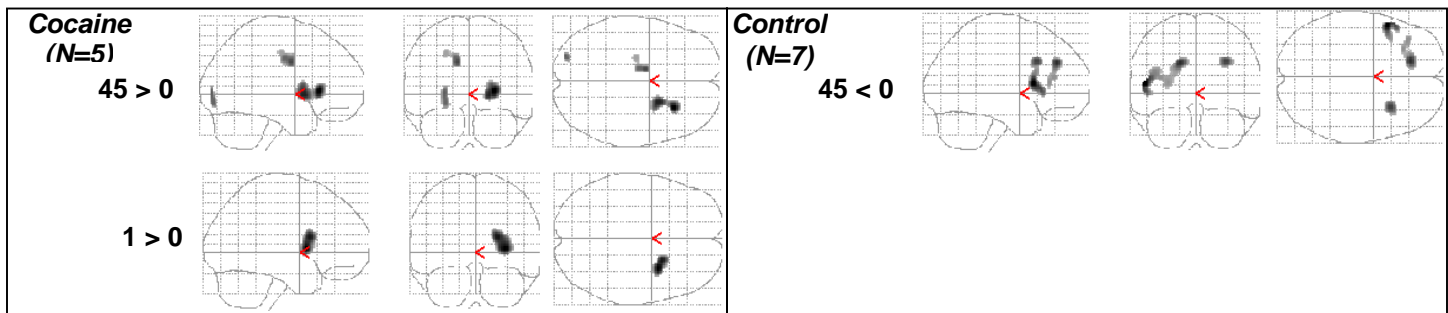 Cocaine
(N=5)
45 > 0
1 > 0
Control
(N=7)
45 < 0